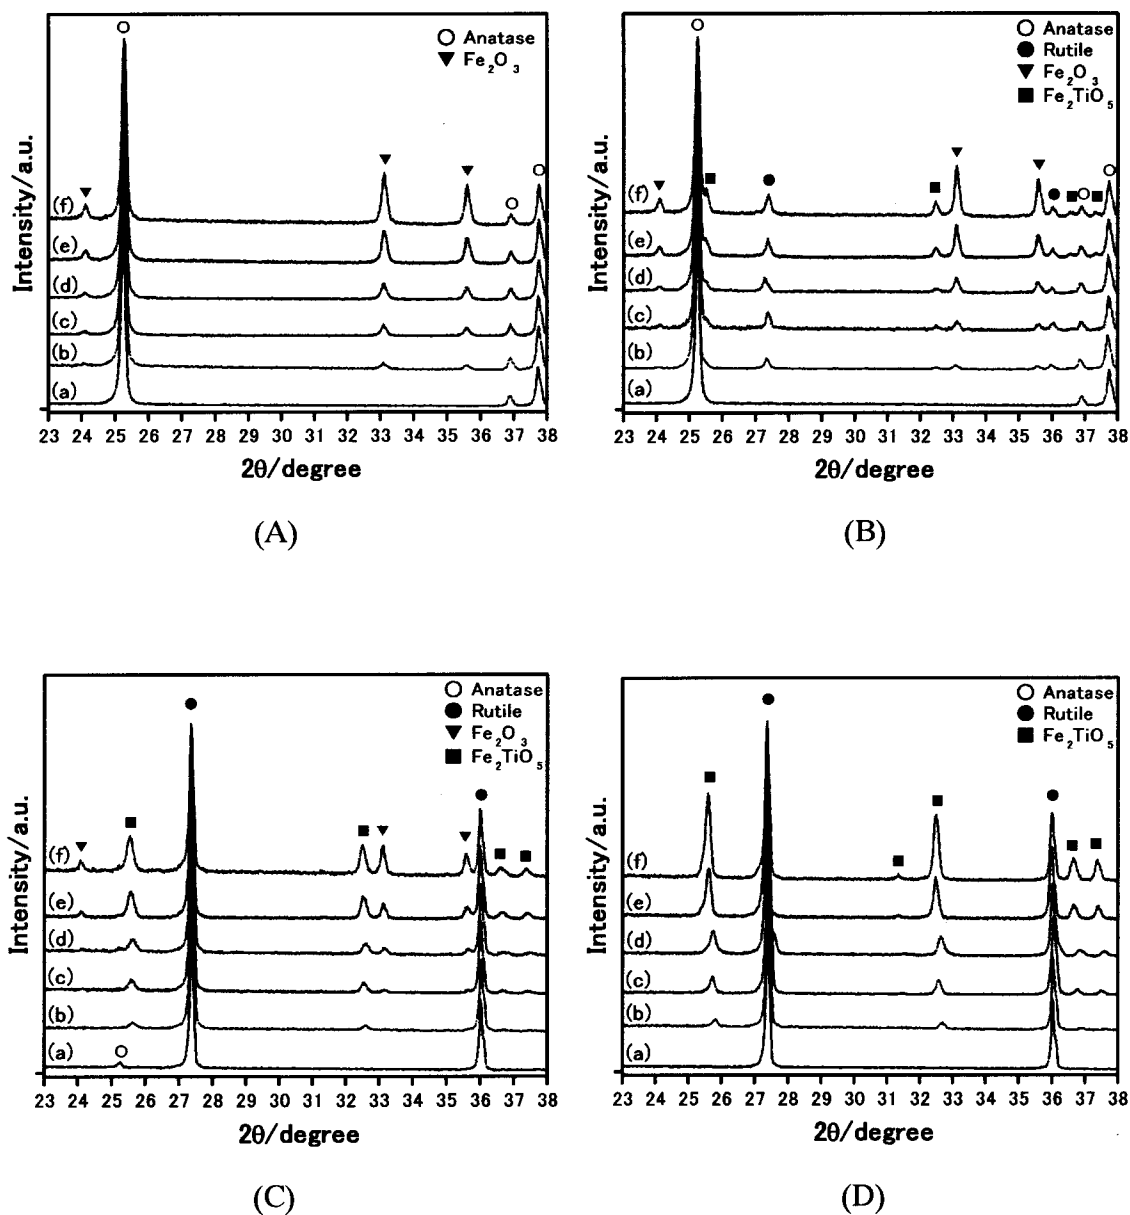 ○ Anatase
▼ Fe₂O₃
Intensity/a.u.
(f)
(e)
(d)
(c)
(b)
(a)
23 24 25 26 27 28 29 30 31 32 33 34 35 36 37 38
2θ/degree
(A)
○ Anatase
● Rutile
▼ Fe₂O₃
■ Fe₂TiO₅
Intensity/a.u.
(f)
(e)
(d)
(c)
(b)
(a)
23 24 25 26 27 28 29 30 31 32 33 34 35 36 37 38
2θ/degree
(B)
○ Anatase
● Rutile
▼ Fe₂O₃
■ Fe₂TiO₅
Intensity/a.u.
(f)
(e)
(d)
(c)
(b)
(a)
23 24 25 26 27 28 29 30 31 32 33 34 35 36 37 38
2θ/degree
(C)
○ Anatase
● Rutile
■ Fe₂TiO₅
Intensity/a.u.
(f)
(e)
(d)
(c)
(b)
(a)
23 24 25 26 27 28 29 30 31 32 33 34 35 36 37 38
2θ/degree
(D)